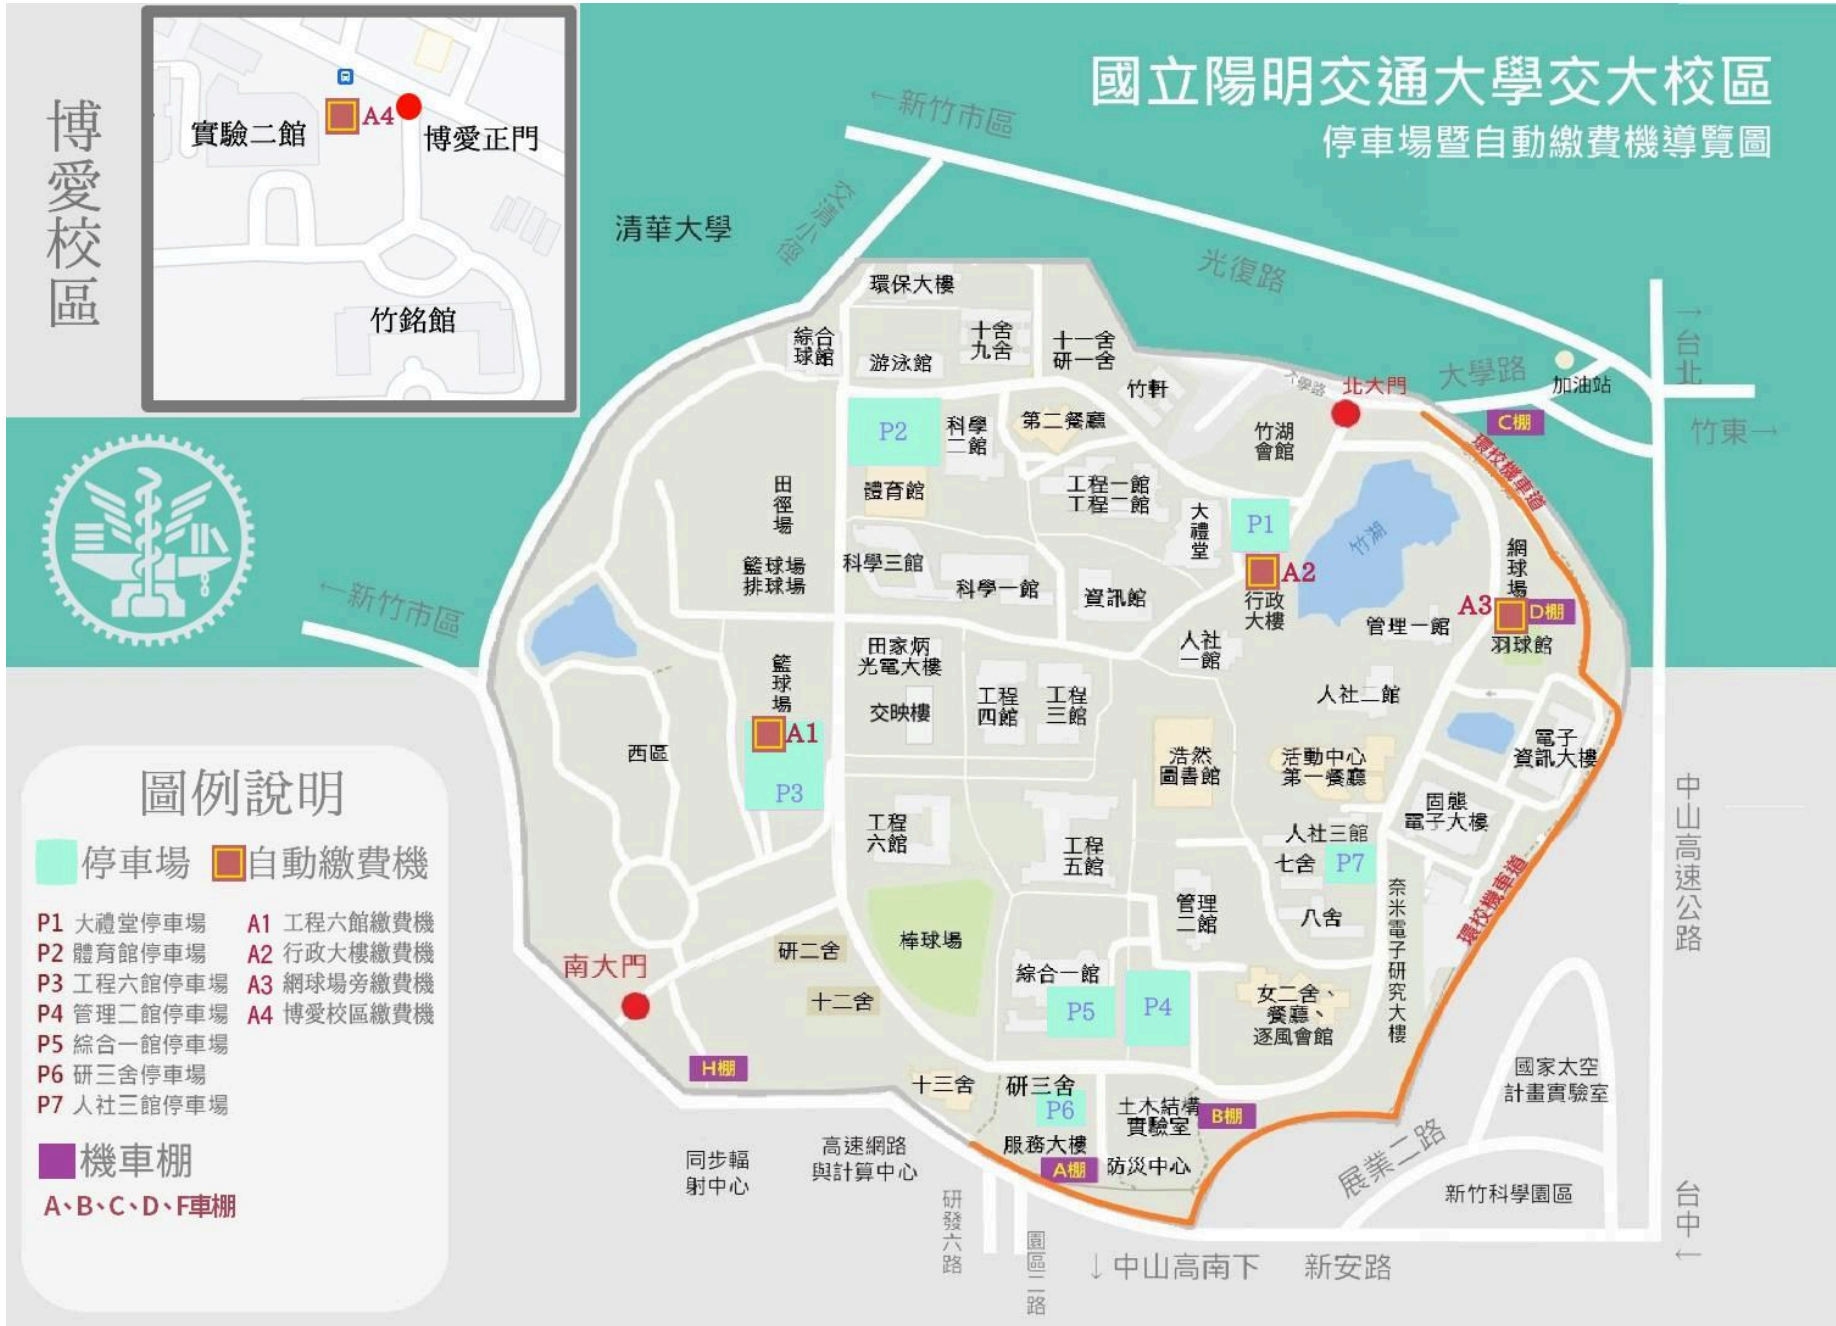 國立陽明交通大學交大校區
停車場暨自動繳費機導覽圖
博愛校區
實驗二館
A4
博愛正門
竹銘館
←新竹市區
清華大學
交清小徑
光復路
→台北
大學路
加油站
竹東→
環保大樓
綜合
球館
游泳館
十舍
九舍
十一舍
研一舍
竹軒
大學路
北大門
C棚
環校機車道
P2
科學
二館
第二餐廳
竹湖
會館
體育館
田徑場
工程一館
工程二館
大禮堂
P1
竹湖
網球場
籃球場
排球場
科學三館
科學一館
資訊館
A2
行政
大樓
管理一館
A3
D棚
羽球館
←新竹市區
籃球場
田家炳
光電大樓
人社
一館
人社二館
交映樓
工程
四館
工程
三館
A1
西區
P3
浩然
圖書館
活動中心
第一餐廳
電子
資訊大樓
固態
電子大樓
工程
六館
工程
五館
人社三館
七舍
P7
八舍
管理
二館
奈米電子研究大樓
環校機車道
中山高速公路
棒球場
研二舍
南大門
十二舍
綜合一館
P5
P4
女二舍、
餐廳、
逐風會館
H棚
十三舍
研三舍
P6
土木結構
實驗室
B棚
服務大樓
A棚
防災中心
國家太空
計畫實驗室
展業二路
新竹科學園區
同步輻
射中心
高速網路
與計算中心
研發六路
園區二路
↓中山高南下
新安路
台中←
圖例說明
停車場
自動繳費機
P1 大禮堂停車場
P2 體育館停車場
P3 工程六館停車場
P4 管理二館停車場
P5 綜合一館停車場
P6 研三舍停車場
P7 人社三館停車場
A1 工程六館繳費機
A2 行政大樓繳費機
A3 網球場旁繳費機
A4 博愛校區繳費機
機車棚
A、B、C、D、F車棚